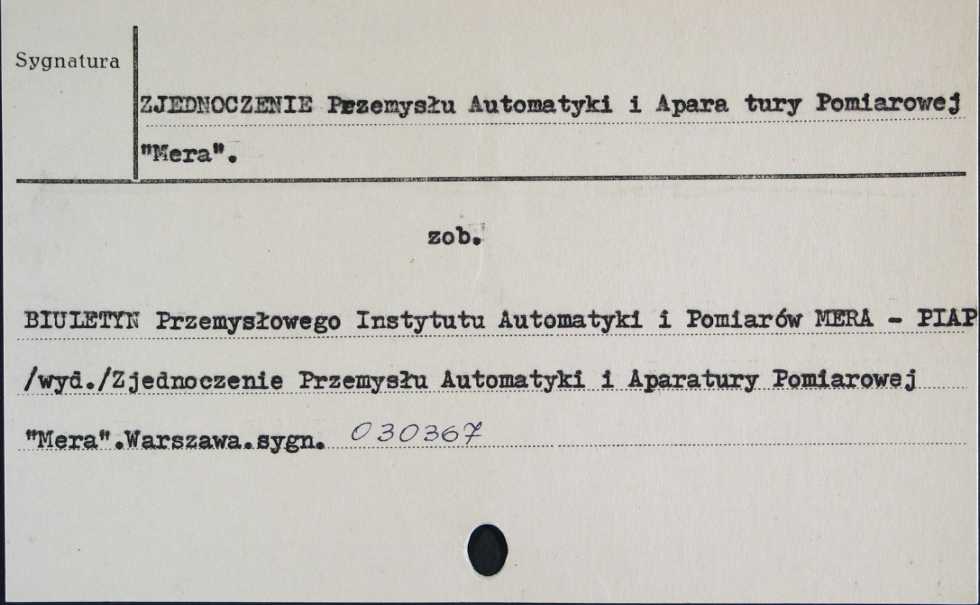 Sygnatura
ZJEDNOCZENIE Przemysłu Automatyki i Apara tury Pomiarowej
"Mera".
zob.
BIULETYN Przemysłowego Instytutu Automatyki i Pomiarów MERA - PIAP
/wyd./Zjednoczenie Przemysłu Automatyki i Aparatury Pomiarowej
"Mera".Warszawa.sygn. 030367